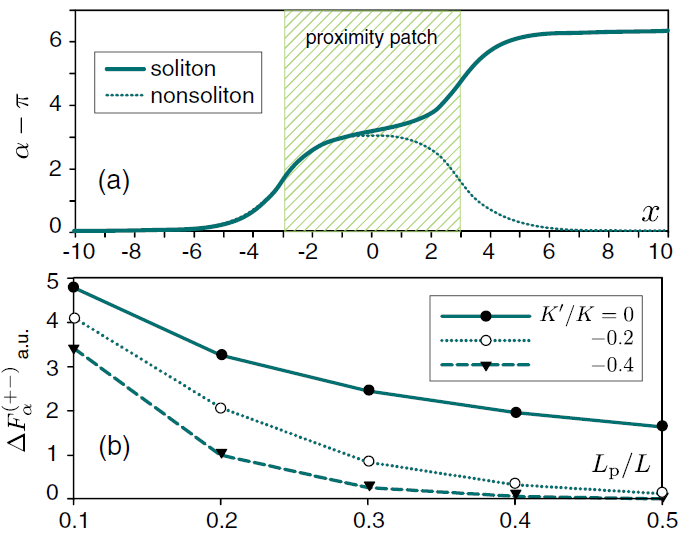 proximity patch
soliton
nonsoliton
α − π
6
4
2
0
(a)
x
-10 -8 -6 -4 -2 0 2 4 6 8 10
5
4
3
2
1
0
ΔF_α^(+−) a.u.
K′/K = 0
−0.2
−0.4
(b)
L_p/L
0.1 0.2 0.3 0.4 0.5